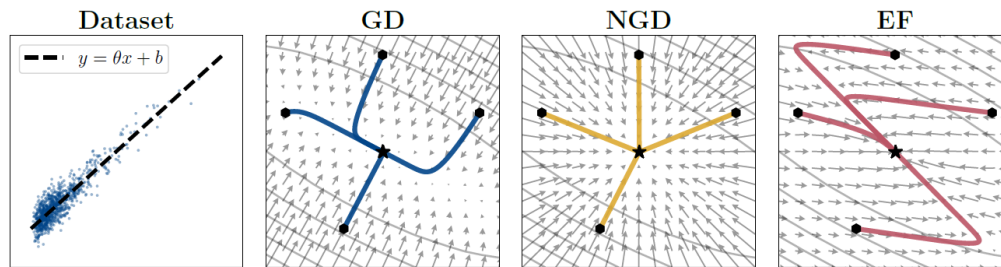 Dataset
y = θx + b
GD
NGD
EF